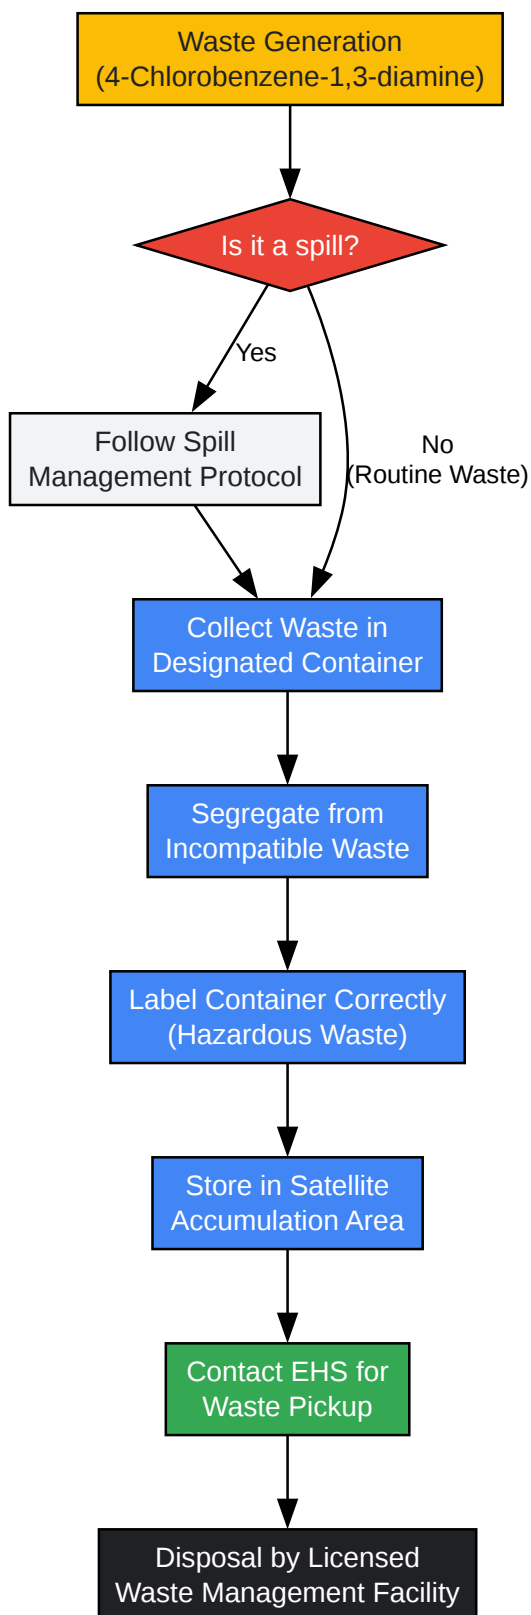 Waste Generation
(4-Chlorobenzene-1,3-diamine)
Is it a spill?
Yes
Follow Spill
Management Protocol
No
(Routine Waste)
Collect Waste in
Designated Container
Segregate from
Incompatible Waste
Label Container Correctly
(Hazardous Waste)
Store in Satellite
Accumulation Area
Contact EHS for
Waste Pickup
Disposal by Licensed
Waste Management Facility